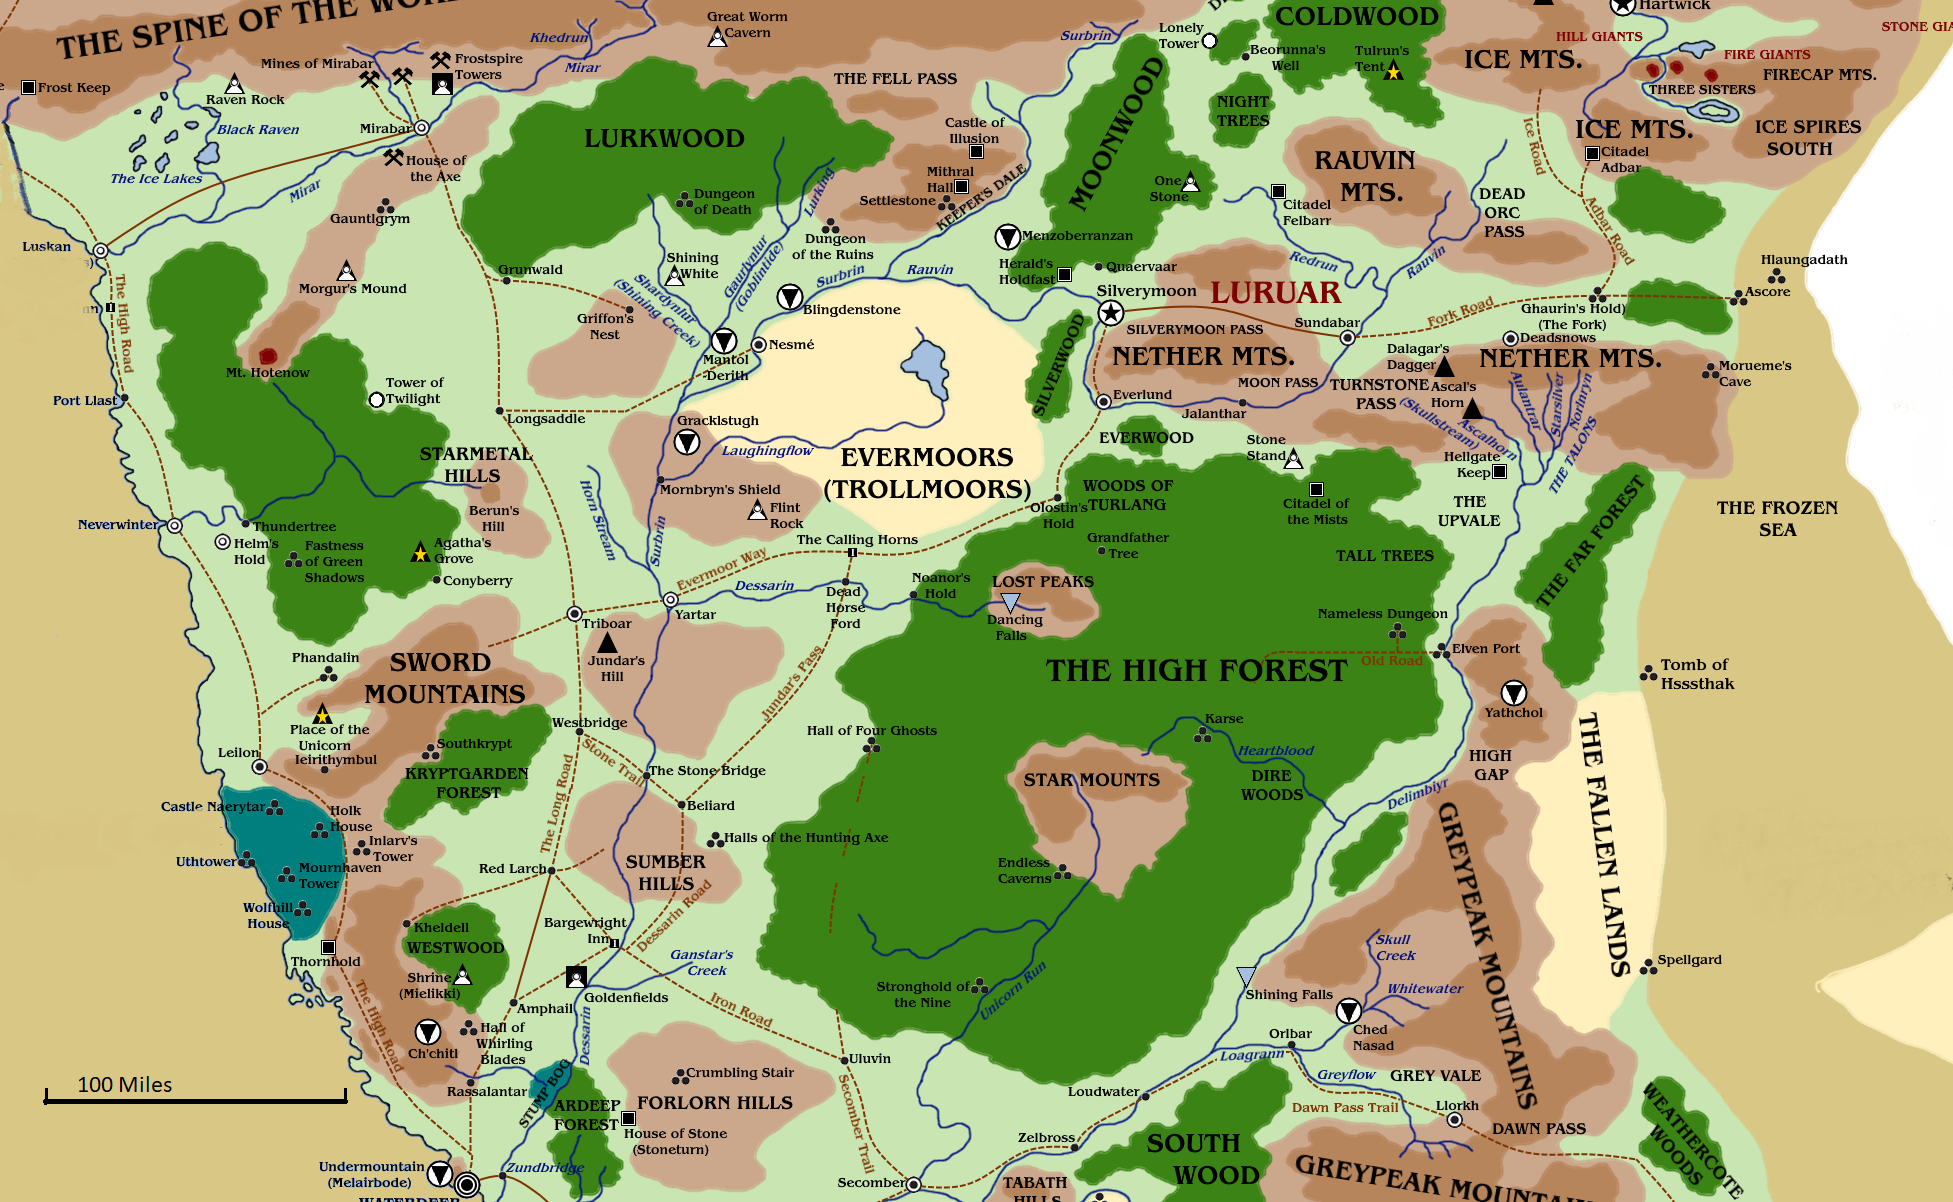 THE SPINE OF THE
Great Worm
Cavern
Khedrun
Mirar
Surbrin
Lonely
Tower
COLDWOOD
Beorunna's
Well
Tulrun's
Tent
Hartwick
HILL GIANTS
STONE
ICE MTS.
FIRE GIANTS
FIRECAP MTS.
THREE SISTERS
Frost Keep
Mines of Mirabar
Frostspire
Towers
Raven Rock
Black Raven
Mirabar
THE FELL PASS
NIGHT
TREES
ICE MTS.
ICE SPIRES
SOUTH
Citadel
Adbar
Ice Road
LURKWOOD
Castle of
Illusion
MOONWOOD
RAUVIN
MTS.
House of
the Axe
The Ice Lakes
Mirar
Mithral
Hall
One
Stone
Dungeon
of Death
Lurking
Settlestone
KEEPER'S DALE
Citadel
Felbarr
DEAD
ORC
PASS
Adbar Road
Gauntlgrym
Luskan
Menzoberranzan
Dungeon
of the Ruins
Shining
White
Gaurlynlur
(Goblintide)
Redrun
Rauvin
Hlaungadath
Grunwald
Surbrin
Rauvin
Herald's
Holdfast
Quaervaar
Morgur's Mound
Shardynlur
(Shining Creek)
Silverymoon
LURUAR
Ascore
The High Road
Blingdenstone
Griffon's
Nest
Fork Road
Ghaurin's Hold)
(The Fork)
SILVERYMOON PASS
Sundabar
Deadsnows
Mantol
Derith
Nesmé
SILVERWOOD
NETHER MTS.
Dalagar's
Dagger
NETHER MTS.
Mt. Hotenow
Morueme's
Cave
Tower of
Twilight
MOON PASS
TURNSTONE
PASS
Ascal's
Horn
Port Llast
Everlund
Jalanthar
(Skullstream)
Ascalhorn
Aulantrar
Starsilver
Northryn
THE TALONS
Longsaddle
Gracklstugh
EVERWOOD
Stone
Stand
Hellgate
Keep
STARMETAL
HILLS
Laughingflow
EVERMOORS
(TROLLMOORS)
Mornbryn's Shield
WOODS OF
TURLANG
Citadel of
the Mists
THE
UPVALE
THE FROZEN
SEA
Horn Stream
Flint
Rock
Olostin's
Hold
Berun's
Hill
Neverwinter
Thundertree
Helm's
Hold
Fastness
of Green
Shadows
Agatha's
Grove
Surbrin
The Calling Horns
Grandfather
Tree
TALL TREES
THE FAR FOREST
Conyberry
Evermoor Way
Dessarin
Noanor's
Hold
LOST PEAKS
Dead
Horse
Ford
Yartar
Triboar
Dancing
Falls
Nameless Dungeon
Elven Port
Old Road
Phandalin
SWORD
MOUNTAINS
Jundar's
Hill
Jundar's Pass
THE HIGH FOREST
Tomb of
Hsssthak
Yathchol
Place of the
Unicorn
Ieirithymbul
Westbridge
Hall of Four Ghosts
Karse
Heartblood
HIGH
GAP
THE FALLEN LANDS
Leilon
Southkrypt
KRYPTGARDEN
FOREST
Stone Trail
The Stone Bridge
STAR MOUNTS
DIRE
WOODS
Delimbiyr
Castle Naerytar
Holk
House
Inlarv's
Tower
The Long Road
Beliard
Halls of the Hunting Axe
GREYPEAK MOUNTAINS
Uthtower
Mournhaven
Tower
Red Larch
SUMBER
HILLS
Endless
Caverns
Wolfhill
House
Kheldell
WESTWOOD
Bargewright
Inn
Dessarin Road
Skull
Creek
Thornhold
Shrine
(Mielikki)
Ganstar's
Creek
Spellgard
Goldenfields
Stronghold of
the Nine
Unicorn Run
Shining Falls
Whitewater
The High Road
Amphail
Iron Road
Ched
Nasad
Ch'chitl
Hall of
Whirling
Blades
Dessarin
Orlbar
Loagrann
Uluvin
100 Miles
Rassalantar
STUMP BOG
Crumbling Stair
Greyflow
GREY VALE
ARDEEP
FOREST
FORLORN HILLS
Secomber Trail
Loudwater
Dawn Pass Trail
Llorkh
WEATHERCOTE
WOODS
House of Stone
(Stoneturn)
Zelbross
SOUTH
WOOD
DAWN PASS
Undermountain
(Melairbode)
Zundbridge
Secomber
TABATH
HILLS
GREYPEAK
WATERDEEP